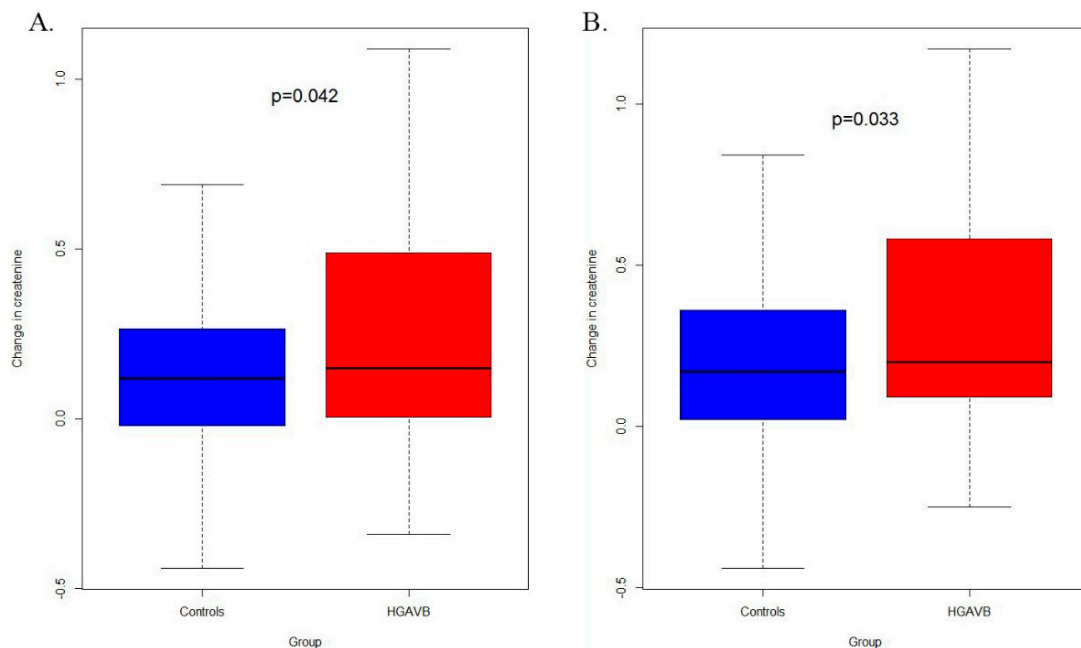 A.
p=0.042
1.0
0.5
0.0
-0.5
Change in createnine
Controls
HGAVB
Group
B.
p=0.033
1.0
0.5
0.0
-0.5
Change in createnine
Controls
HGAVB
Group